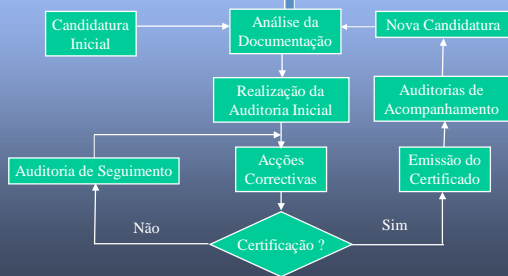 Candidatura
Inicial
Análise da
Documentação
Nova Candidatura
Realização da
Auditoria Inicial
Auditorias de
Acompanhamento
Auditoria de Seguimento
Acções
Correctivas
Emissão do
Certificado
Não
Certificação ?
Sim